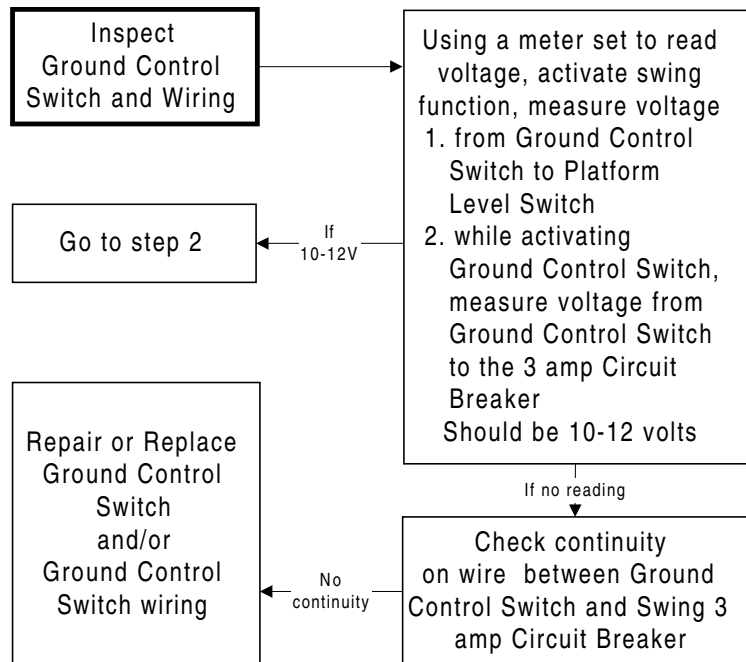 Inspect
Ground Control
Switch and Wiring
Using a meter set to read
voltage, activate swing
function, measure voltage
1. from Ground Control
Switch to Platform
Level Switch
2. while activating
Ground Control Switch,
measure voltage from
Ground Control Switch
to the 3 amp Circuit
Breaker
Should be 10-12 volts
If
10-12V
Go to step 2
If no reading
Check continuity
on wire between Ground
Control Switch and Swing 3
amp Circuit Breaker
No
continuity
Repair or Replace
Ground Control
Switch
and/or
Ground Control
Switch wiring